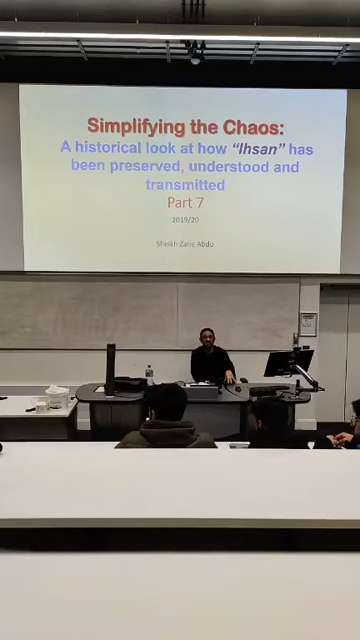 Simplifying the Chaos:
A historical look at how "Ihsan" has
been preserved, understood and
transmitted
Part 7
2019/20
Sheikh Zane Abdo